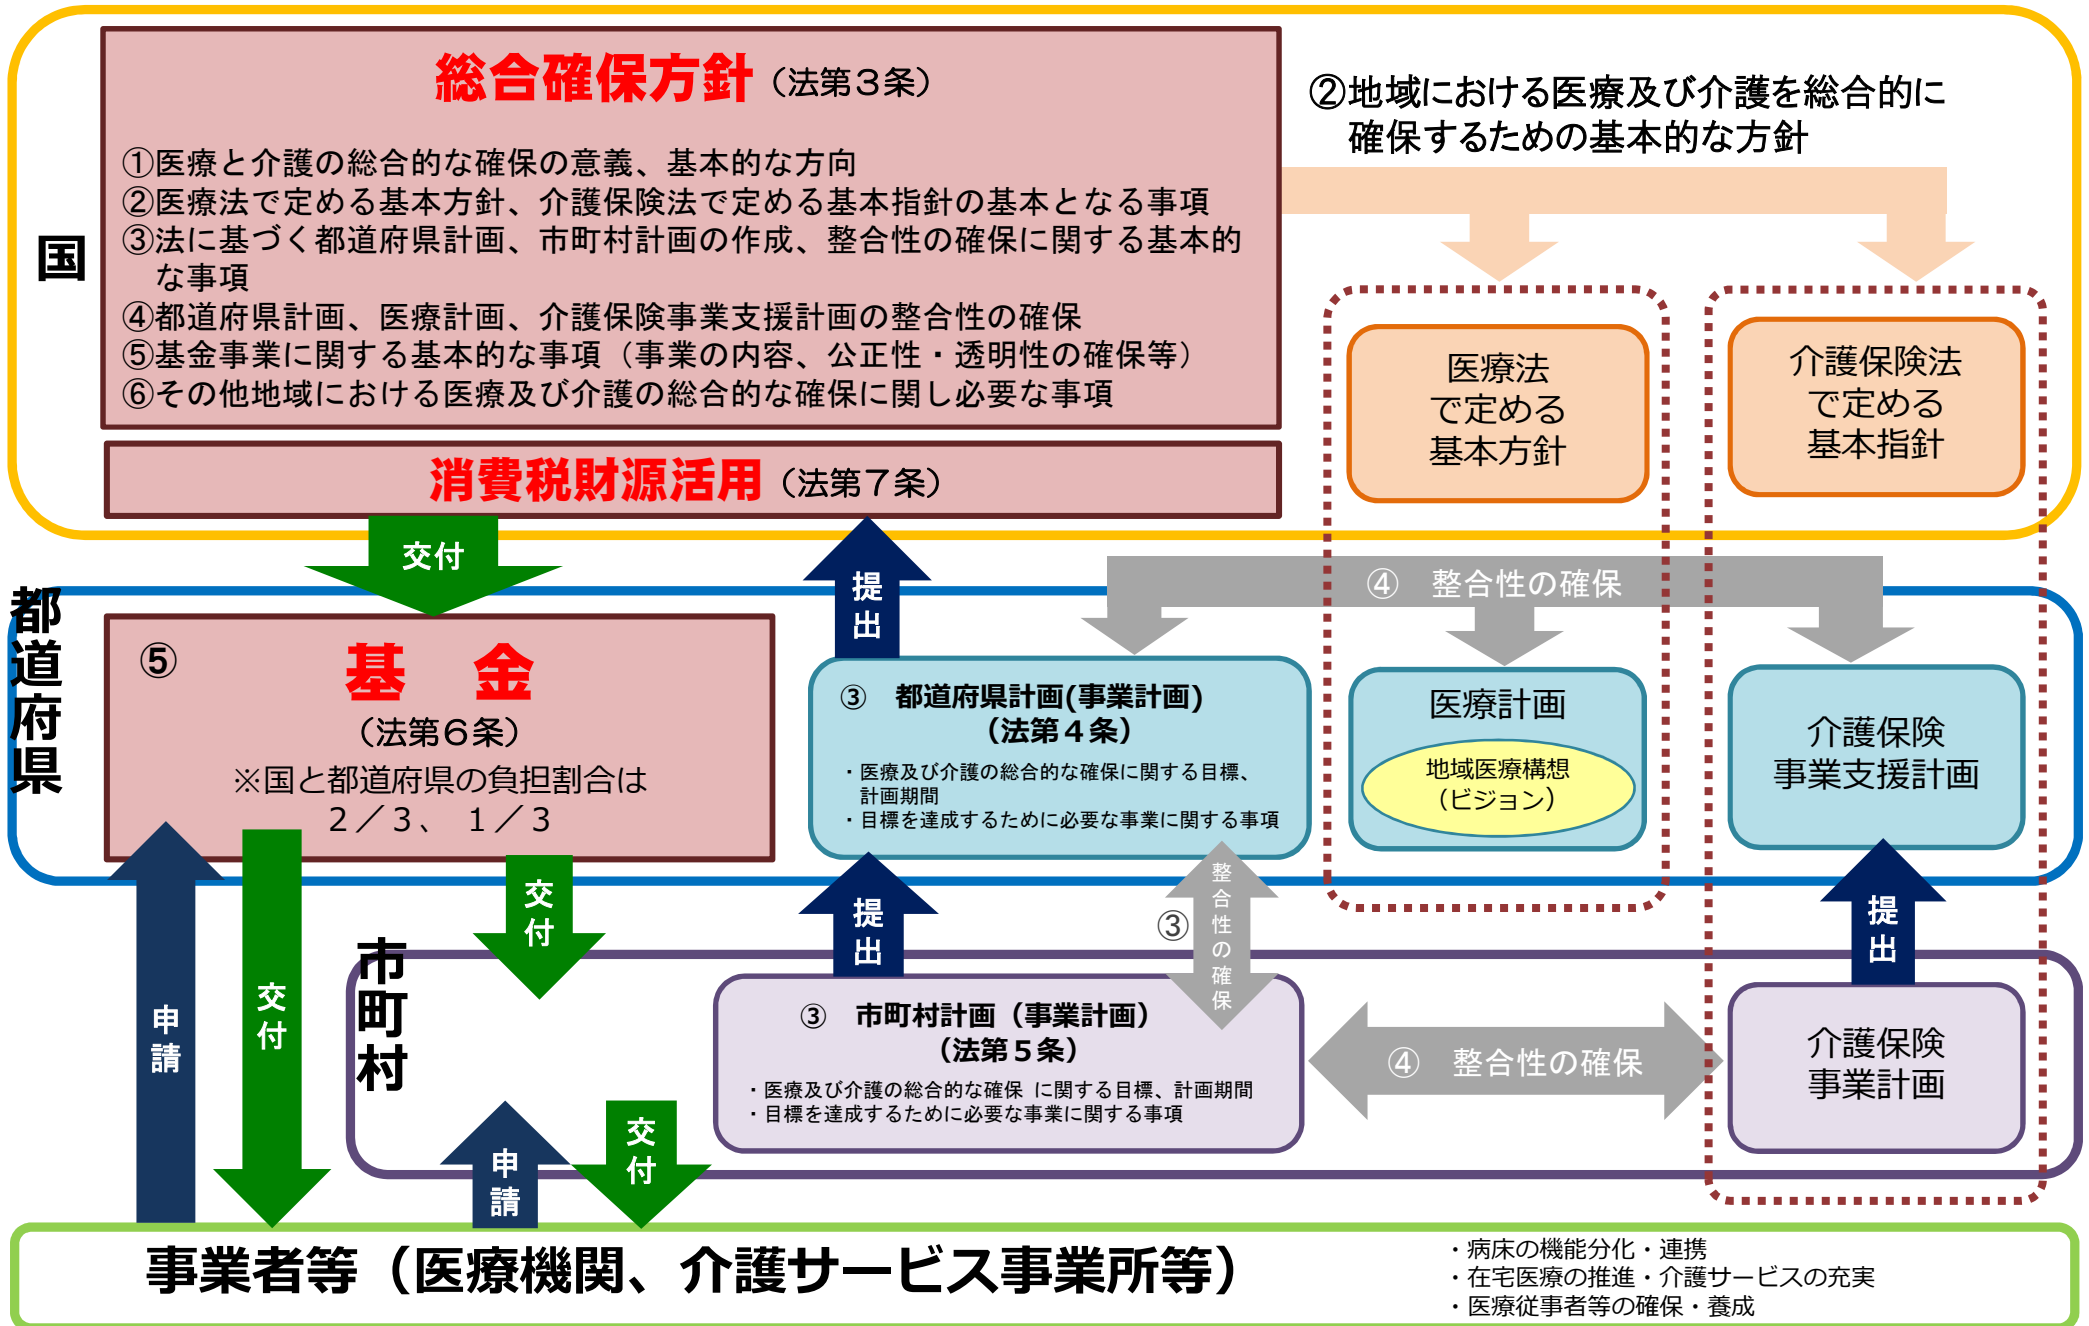 国
総合確保方針（法第３条）
①医療と介護の総合的な確保の意義、基本的な方向
②医療法で定める基本方針、介護保険法で定める基本指針の基本となる事項
③法に基づく都道府県計画、市町村計画の作成、整合性の確保に関する基本的
な事項
④都道府県計画、医療計画、介護保険事業支援計画の整合性の確保
⑤基金事業に関する基本的な事項（事業の内容、公正性・透明性の確保等）
⑥その他地域における医療及び介護の総合的な確保に関し必要な事項
消費税財源活用（法第７条）
②地域における医療及び介護を総合的に
確保するための基本的な方針
医療法
で定める
基本方針
介護保険法
で定める
基本指針
交付
提出
④　整合性の確保
都道府県
⑤
基　金
（法第６条）
※国と都道府県の負担割合は
２／３、 １／３
③　都道府県計画(事業計画)
（法第４条）
・医療及び介護の総合的な確保に関する目標、
計画期間
・目標を達成するために必要な事業に関する事項
医療計画
地域医療構想
（ビジョン）
介護保険
事業支援計画
申請
交付
交付
提出
③
整合性の確保
提出
市町村
③　市町村計画（事業計画）
（法第５条）
・医療及び介護の総合的な確保 に関する目標、計画期間
・目標を達成するために必要な事業に関する事項
④　整合性の確保
介護保険
事業計画
申請
交付
事業者等（医療機関、介護サービス事業所等）
・病床の機能分化・連携
・在宅医療の推進・介護サービスの充実
・医療従事者等の確保・養成